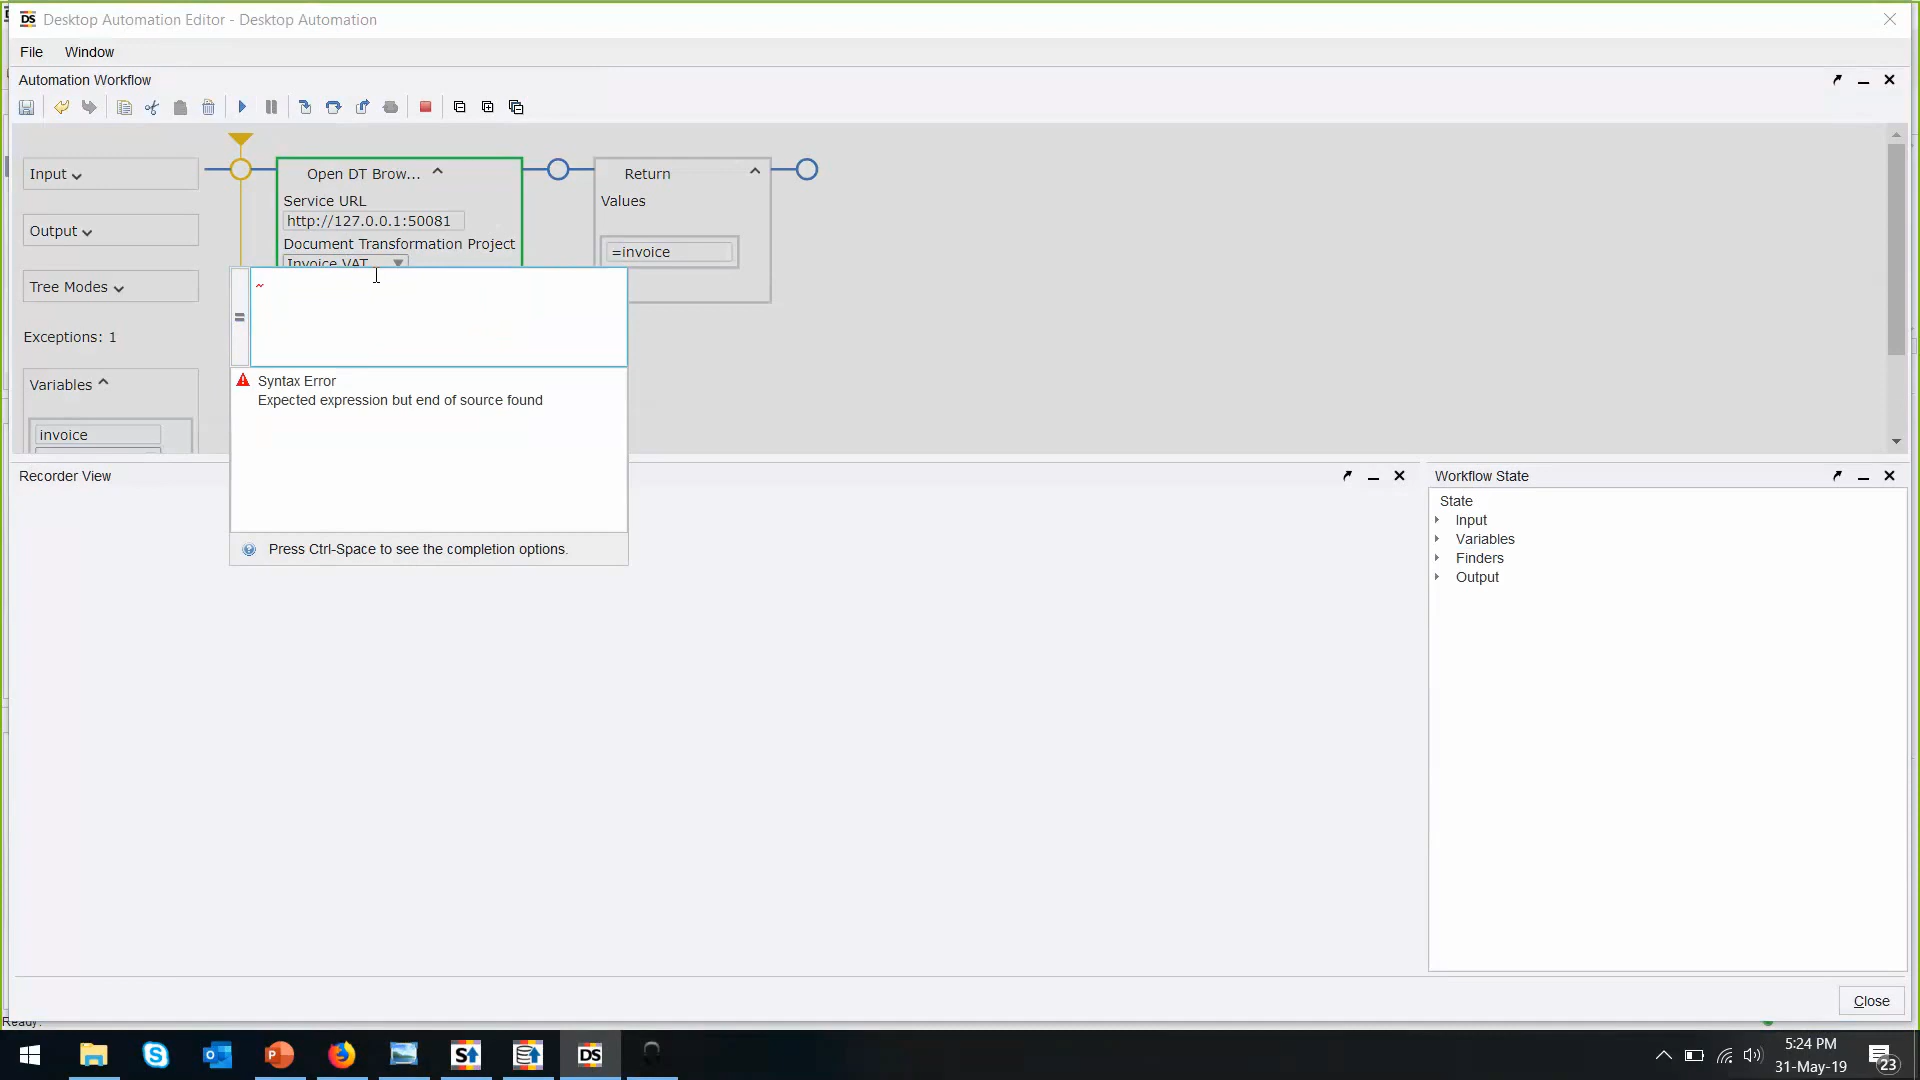 DS Desktop Automation Editor - Desktop Automation
File Window
Automation Workflow
Input
Output
Tree Modes
Exceptions: 1
Variables
invoice
Open DT Brow...
Service URL
http://127.0.0.1:50081
Document Transformation Project
Invoice VAT
Return
Values
=invoice
=
~
Syntax Error
Expected expression but end of source found
Press Ctrl-Space to see the completion options.
Recorder View
Workflow State
State
Input
Variables
Finders
Output
Close
Ready.
S
DS
5:24 PM
31-May-19
23